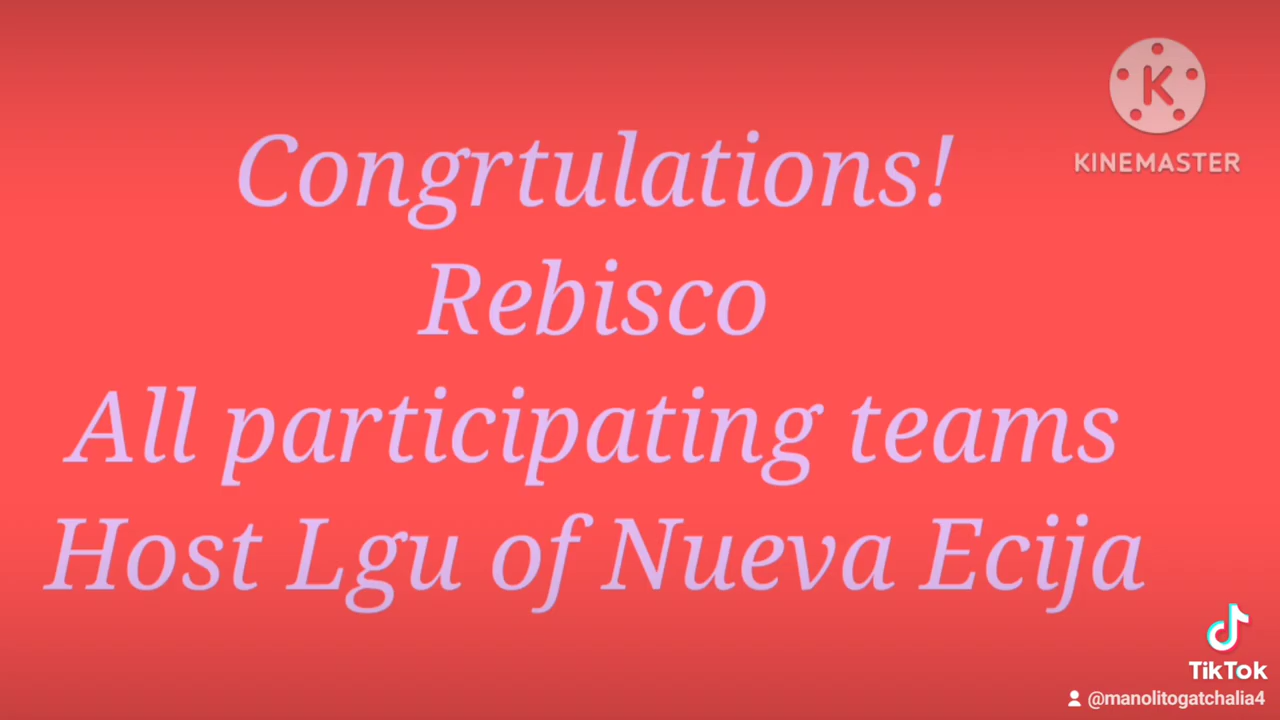 Congrtulations!
Rebisco
All participating teams
Host Lgu of Nueva Ecija
K
KINEMASTER
TikTok
@manolitogatchalia4